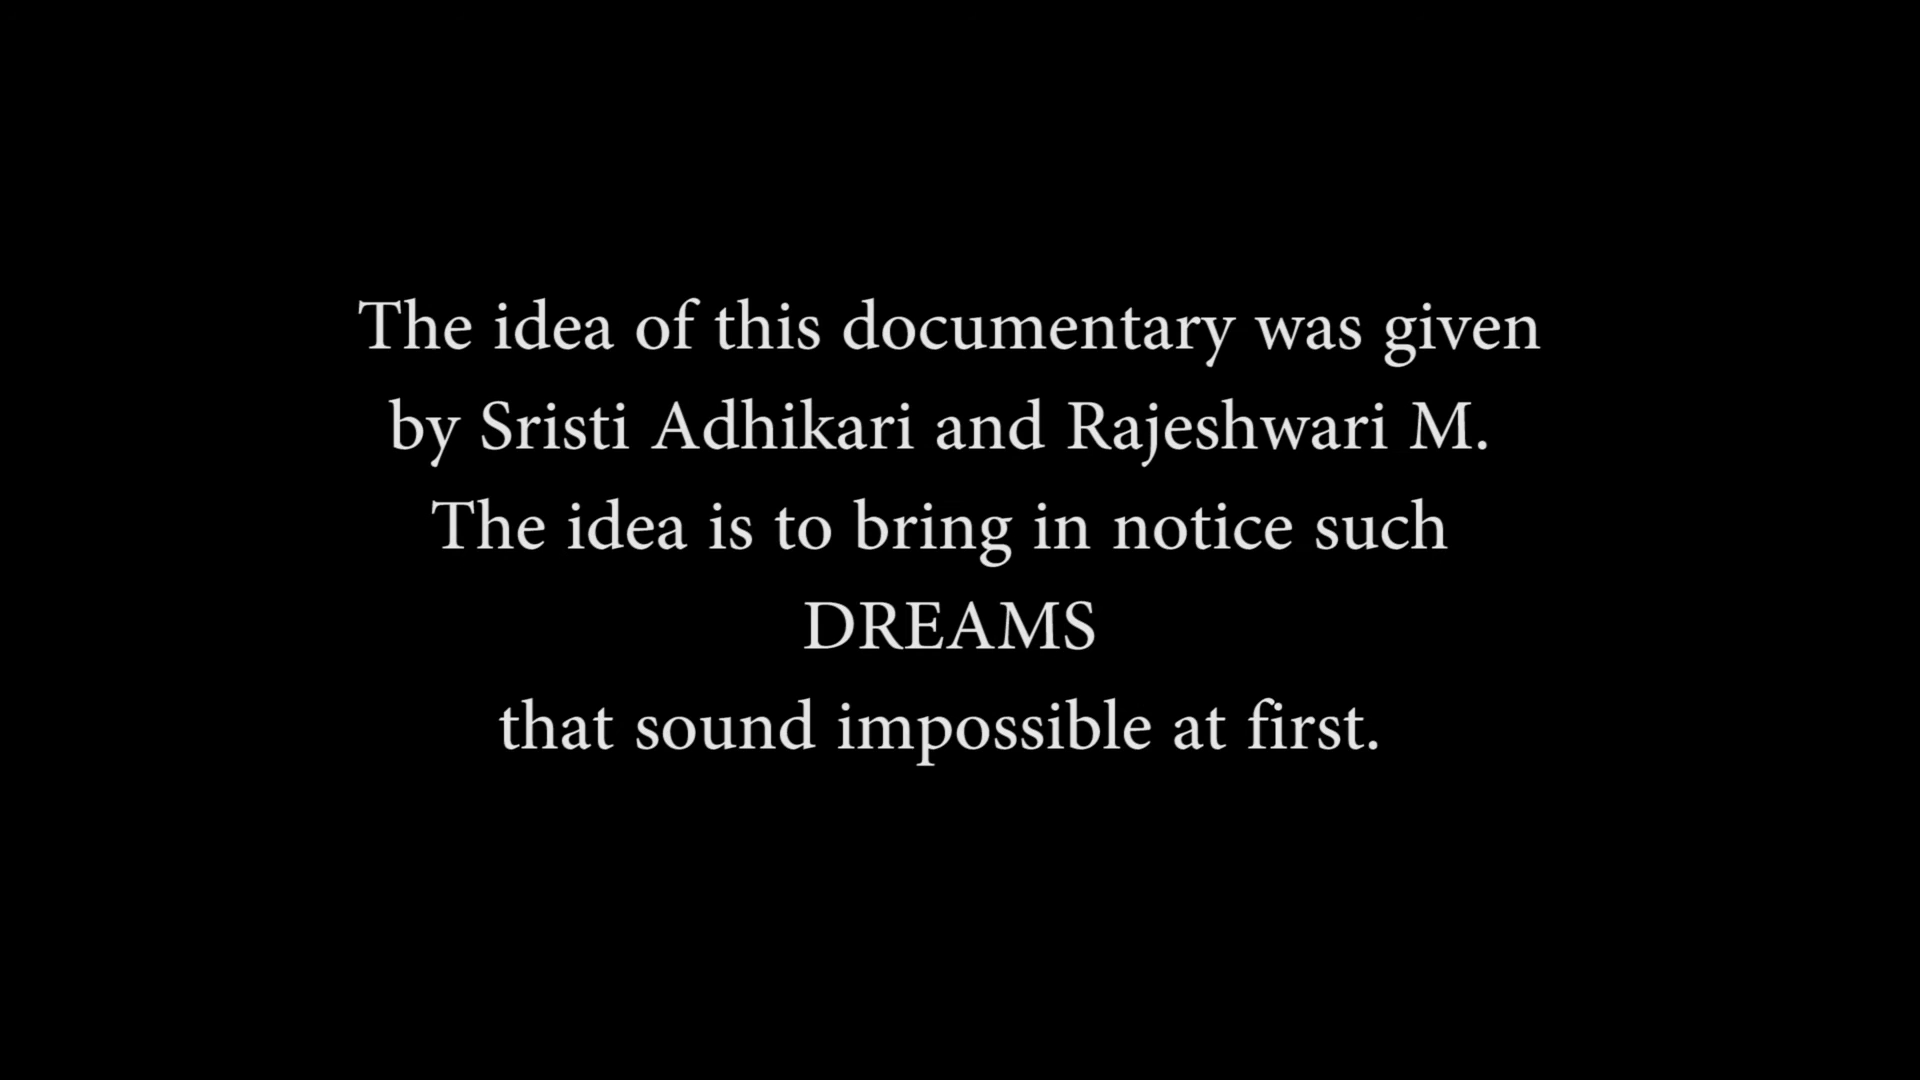 The idea of this documentary was given
by Sristi Adhikari and Rajeshwari M.
The idea is to bring in notice such
DREAMS
that sound impossible at first.